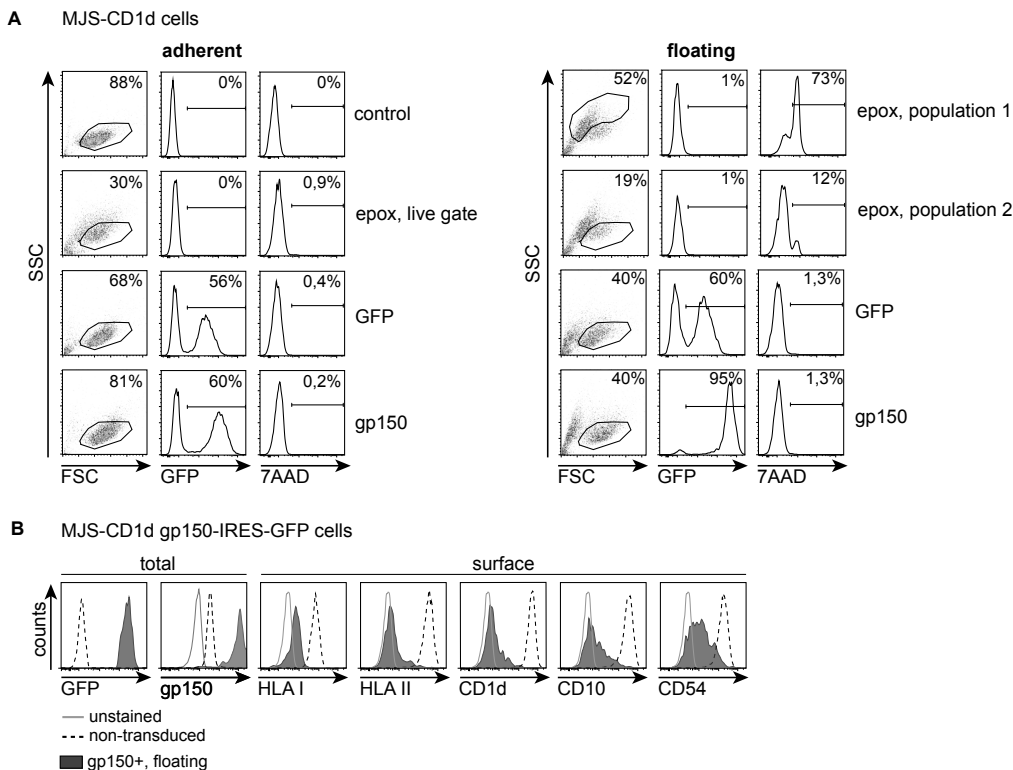 A MJS-CD1d cells
adherent
floating
88% 0% 0% control
52% 1% 73% epox, population 1
30% 0% 0,9% epox, live gate
19% 1% 12% epox, population 2
68% 56% 0,4% GFP
40% 60% 1,3% GFP
81% 60% 0,2% gp150
40% 95% 1,3% gp150
SSC
SSC
FSC GFP 7AAD
FSC GFP 7AAD
B MJS-CD1d gp150-IRES-GFP cells
total
surface
counts
GFP gp150 HLA I HLA II CD1d CD10 CD54
unstained
non-transduced
gp150+, floating